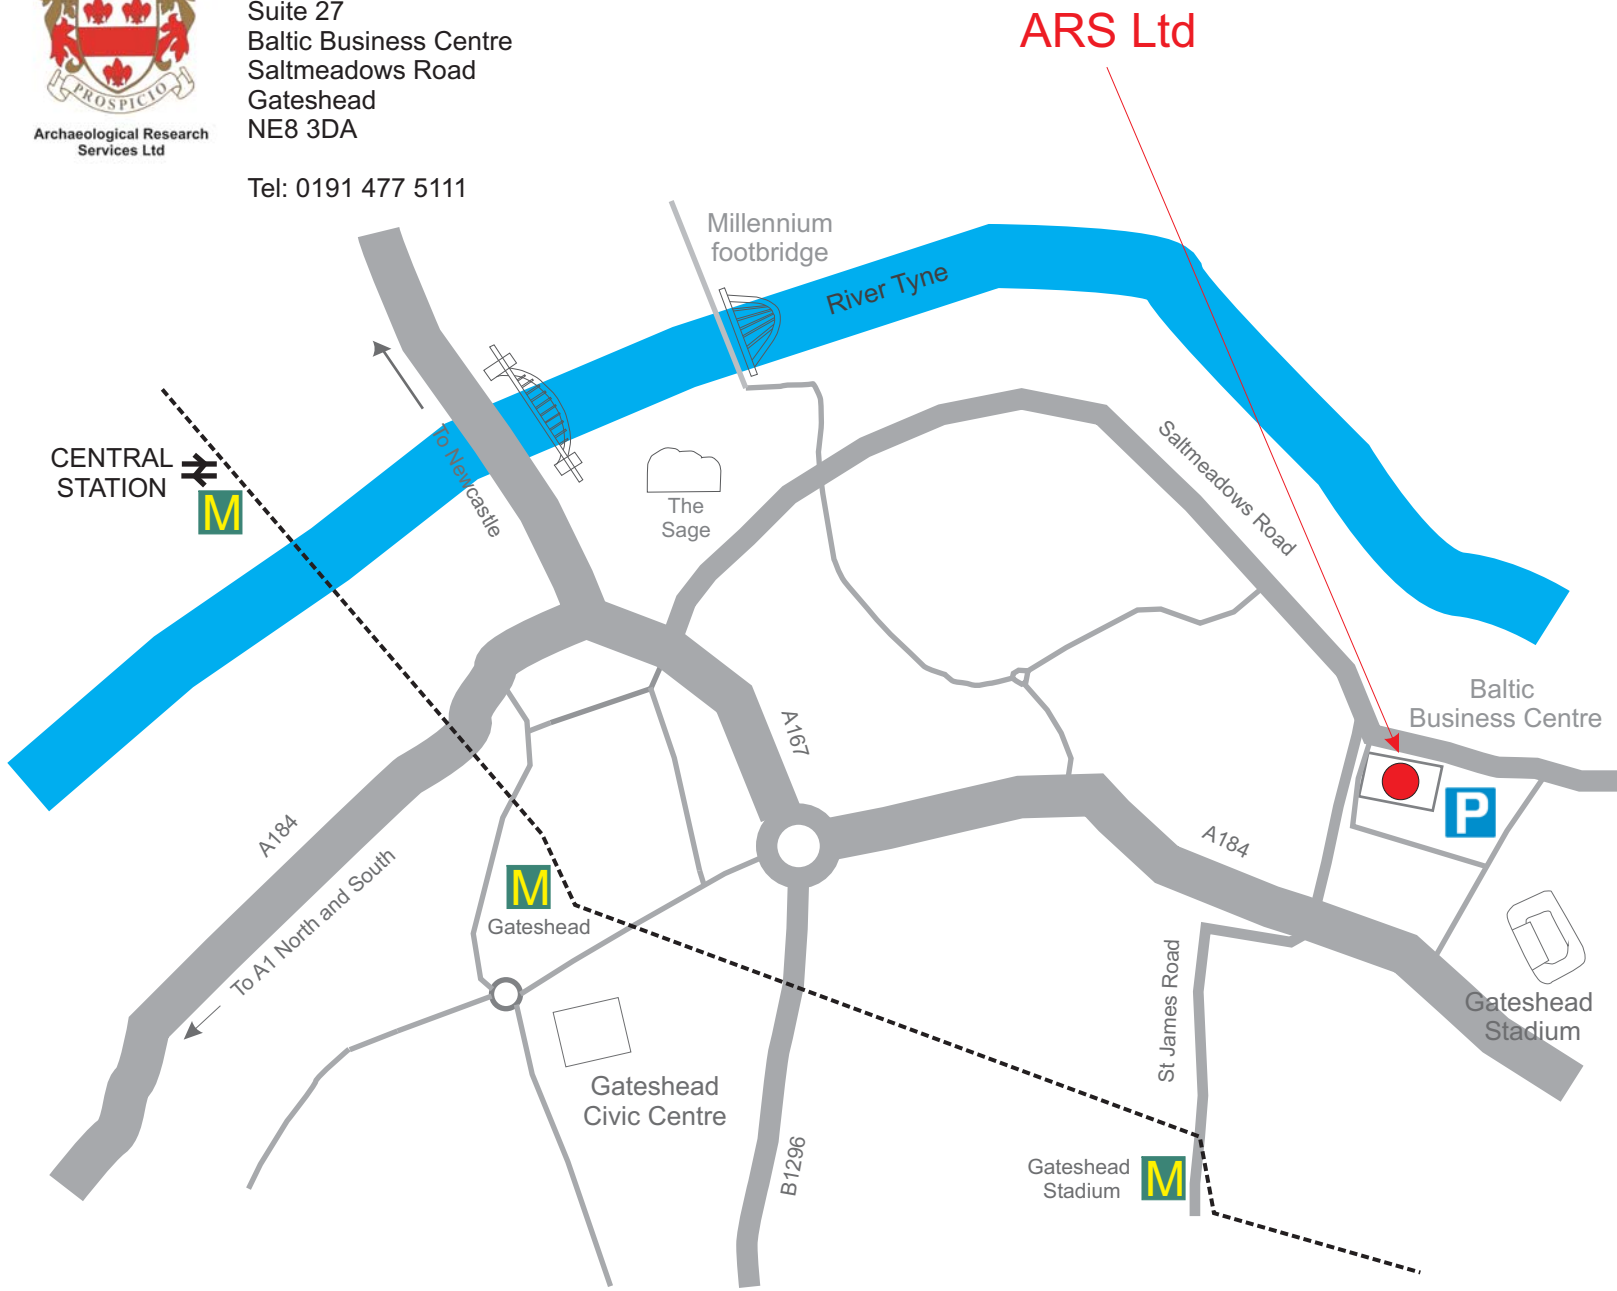 Suite 27
Baltic Business Centre
Saltmeadows Road
Gateshead
NE8 3DA
Tel: 0191 477 5111
PROSPICIO
Archaeological Research
Services Ltd
ARS Ltd
Millennium
footbridge
River Tyne
To Newcastle
CENTRAL
STATION
M
The
Sage
Saltmeadows Road
Baltic
Business Centre
P
A167
A184
A184
To A1 North and South
M
Gateshead
Gateshead
Civic Centre
B1296
St James Road
Gateshead
Stadium
Gateshead
Stadium
M